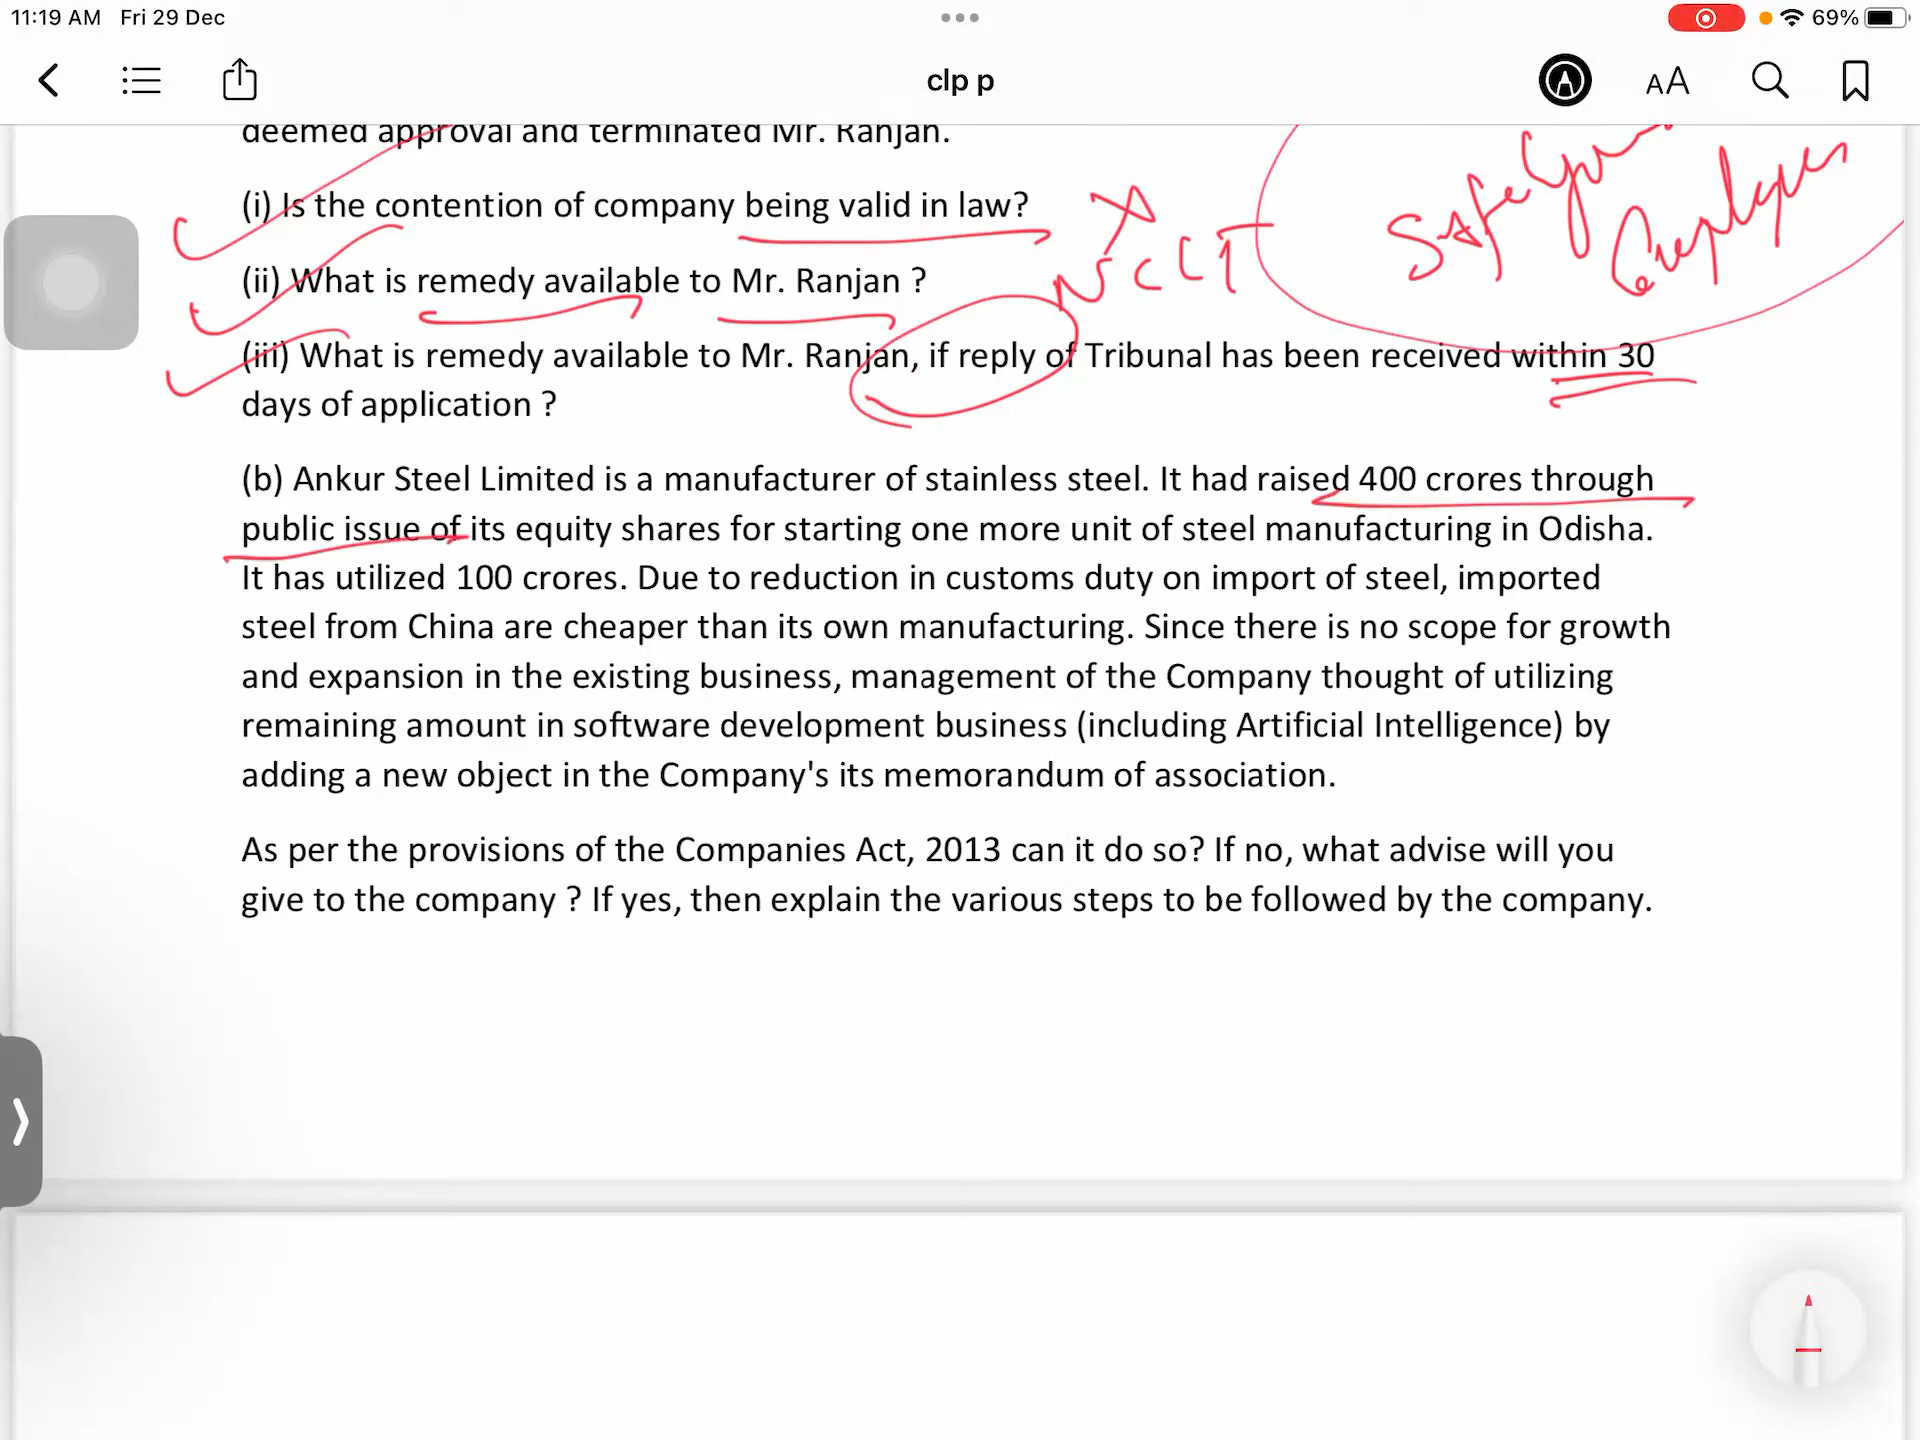 11:19 AM Fri 29 Dec
69%
clp p
AA
deemed approval and terminated Mr. Ranjan.
(i) Is the contention of company being valid in law?
NCLT
Safe
Employees
(ii) What is remedy available to Mr. Ranjan ?
(iii) What is remedy available to Mr. Ranjan, if reply of Tribunal has been received within 30
days of application ?
(b) Ankur Steel Limited is a manufacturer of stainless steel. It had raised 400 crores through
public issue of its equity shares for starting one more unit of steel manufacturing in Odisha.
It has utilized 100 crores. Due to reduction in customs duty on import of steel, imported
steel from China are cheaper than its own manufacturing. Since there is no scope for growth
and expansion in the existing business, management of the Company thought of utilizing
remaining amount in software development business (including Artificial Intelligence) by
adding a new object in the Company's its memorandum of association.
As per the provisions of the Companies Act, 2013 can it do so? If no, what advise will you
give to the company ? If yes, then explain the various steps to be followed by the company.